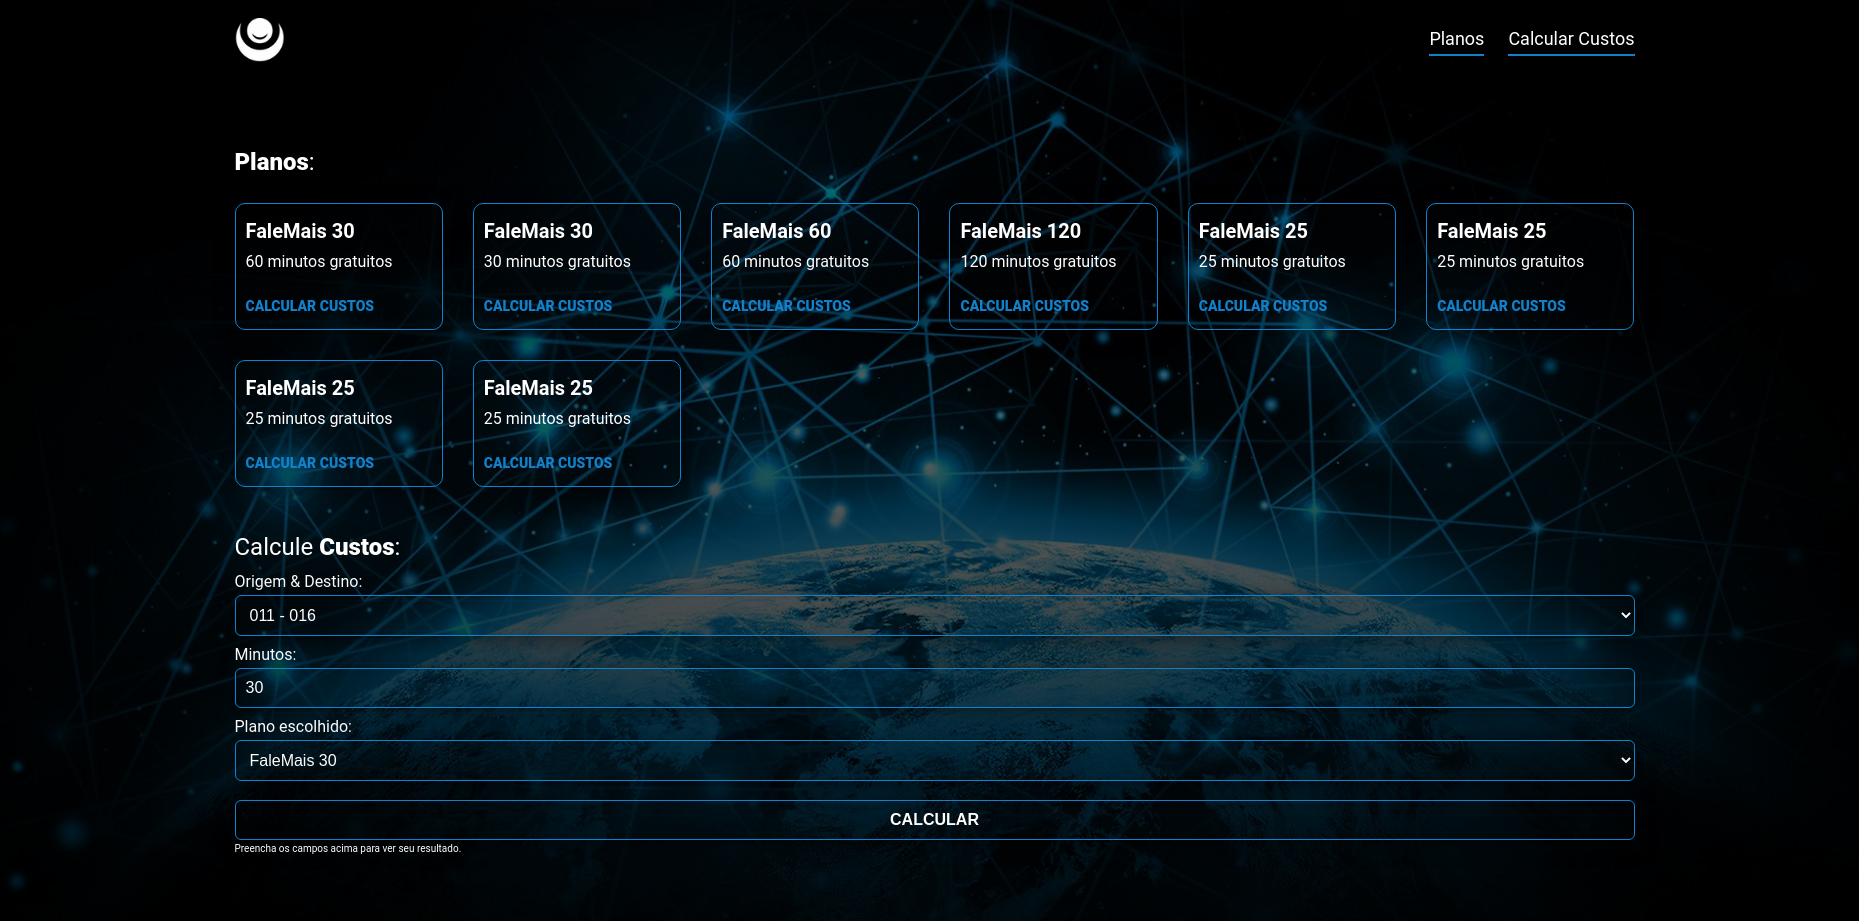 Planos Calcular Custos
Planos:
FaleMais 30
60 minutos gratuitos
CALCULAR CUSTOS
FaleMais 30
30 minutos gratuitos
CALCULAR CUSTOS
FaleMais 60
60 minutos gratuitos
CALCULAR CUSTOS
FaleMais 120
120 minutos gratuitos
CALCULAR CUSTOS
FaleMais 25
25 minutos gratuitos
CALCULAR CUSTOS
FaleMais 25
25 minutos gratuitos
CALCULAR CUSTOS
FaleMais 25
25 minutos gratuitos
CALCULAR CUSTOS
FaleMais 25
25 minutos gratuitos
CALCULAR CUSTOS
Calcule Custos:
Origem & Destino:
011 - 016
Minutos:
30
Plano escolhido:
FaleMais 30
CALCULAR
Preencha os campos acima para ver seu resultado.